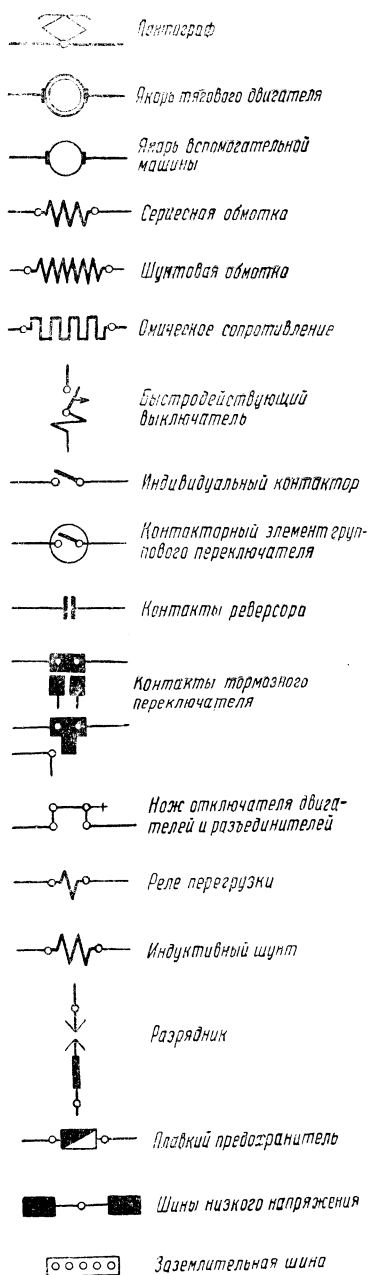 Пантограф
Якорь тягового двигателя
Якорь вспомогательной
машины
Сериесная обмотка
Шунтовая обмотка
Омическое сопротивление
Быстродействующий
выключатель
Индивидуальный контактор
Контакторный элемент груп-
пового переключателя
Контакты реверсора
Контакты тормозного
переключателя
Нож отключателя двига-
телей и разъединителей
Реле перегрузки
Индуктивный шунт
Разрядник
Плавкий предохранитель
Шины низкого напряжения
Заземлительная шина